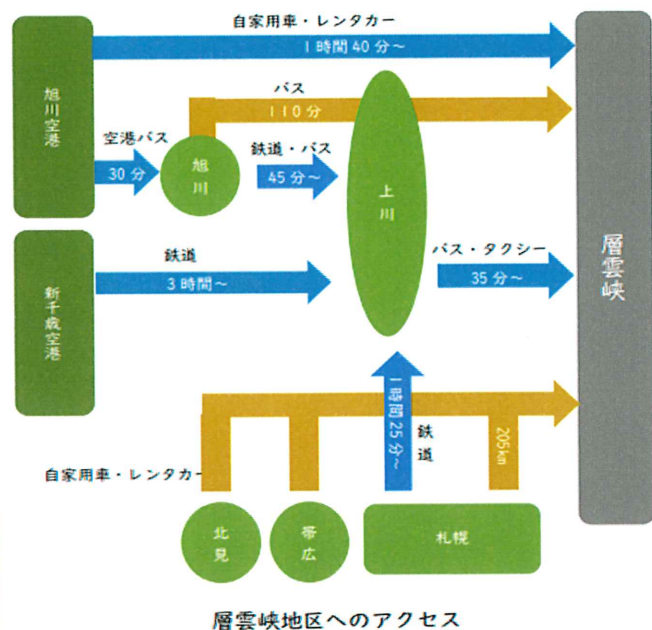 自家用車・レンタカー
1時間40分～
旭川空港
バス
110分
空港バス
30分
旭川
鉄道・バス
45分～
上川
層雲峡
新千歳空港
鉄道
3時間～
バス・タクシー
35分～
1時間25分～
鉄道
205km
自家用車・レンタカー
北見
帯広
札幌
層雲峡地区へのアクセス